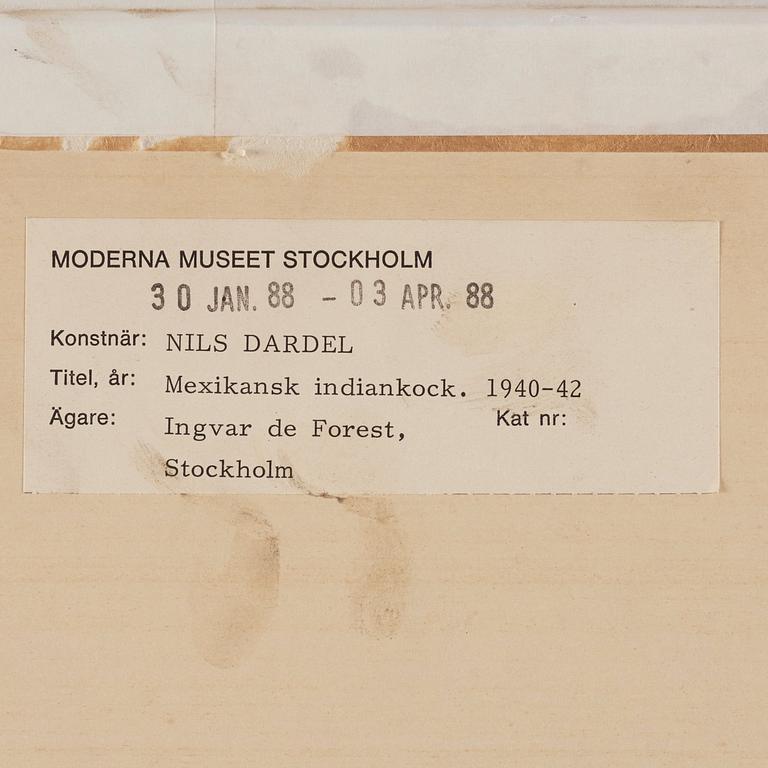 MODERNA MUSEET STOCKHOLM
30 JAN. 88 - 03 APR. 88
Konstnär: NILS DARDEL
Titel, år: Mexikansk indiankock. 1940-42
Ägare: Ingvar de Forest, Kat nr:
Stockholm